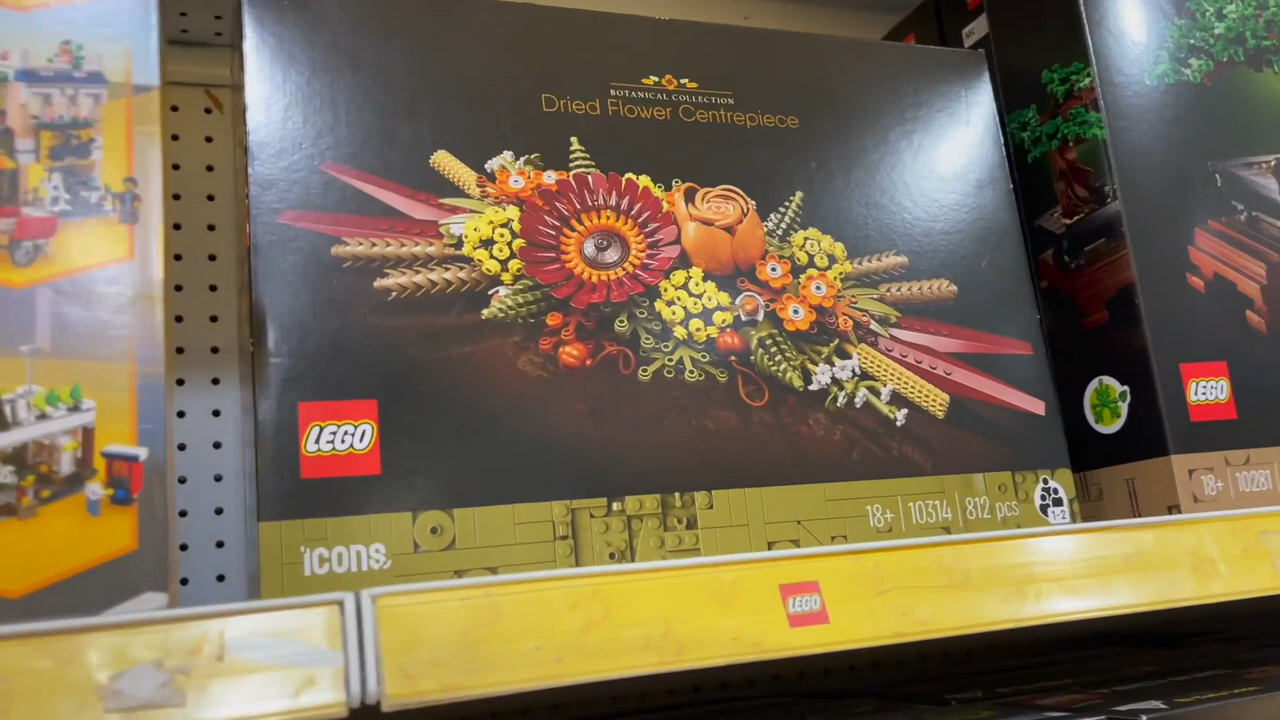 BOTANICAL COLLECTION
Dried Flower Centrepiece
LEGO
icons
18+ | 10314 | 812 pcs
1-2
LEGO
18+ | 10281
LEGO